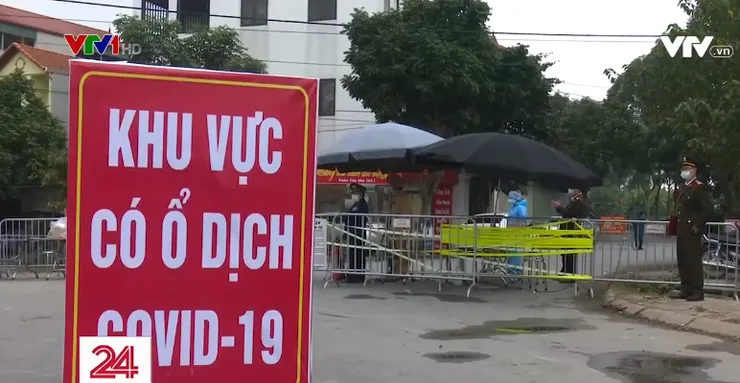 VTV1 HD
VTV.vn
KHU VỰC
CÓ Ổ DỊCH
COVID-19
24